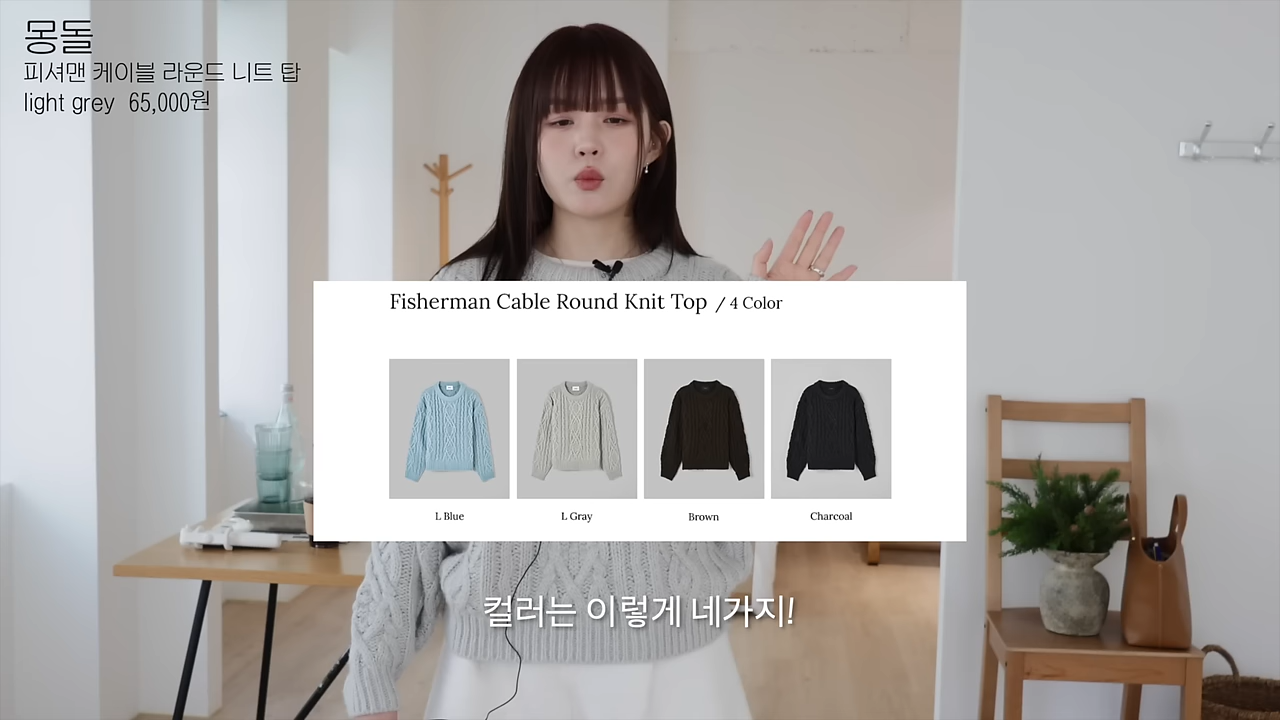 몽돌
피셔맨 케이블 라운드 니트 탑
light grey 65,000원
Fisherman Cable Round Knit Top / 4 Color
L Blue
L Gray
Brown
Charcoal
컬러는 이렇게 네가지!